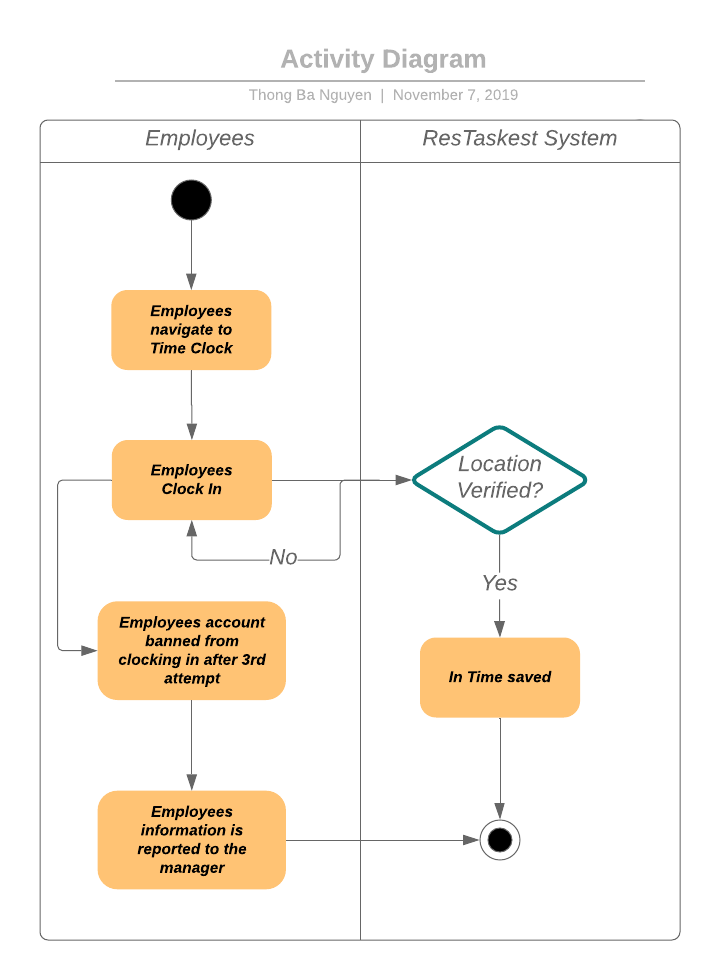 Activity Diagram
Thong Ba Nguyen | November 7, 2019
Employees
ResTaskest System
Employees
navigate to
Time Clock
Employees
Clock In
Location
Verified?
No
Yes
Employees account
banned from
clocking in after 3rd
attempt
In Time saved
Employees
information is
reported to the
manager